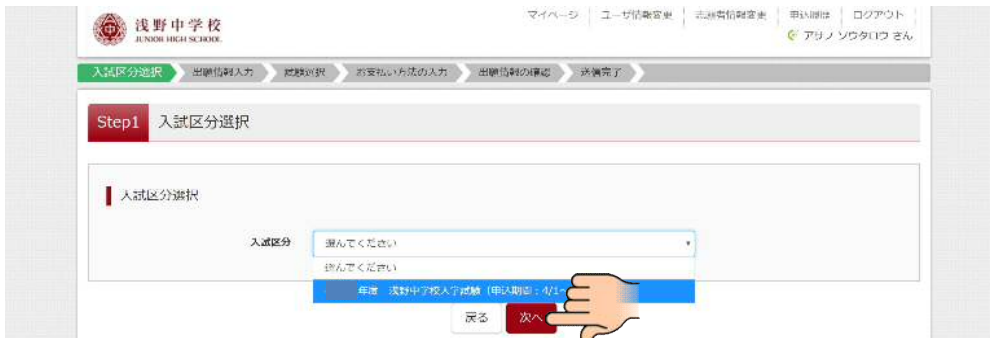 浅野中学校
JUNIOR HIGH SCHOOL
マイページ ユーザ情報変更 志願者情報変更 申込履歴 ログアウト
アサノ ソウタロウ さん
入試区分選択 出願情報入力 試験選択 お支払い方法の入力 出願情報の確認 送信完了
Step1 入試区分選択
入試区分選択
入試区分 選んでください
選んでください
年度 浅野中学校入学試験 (申込期間:4/1~
戻る 次へ